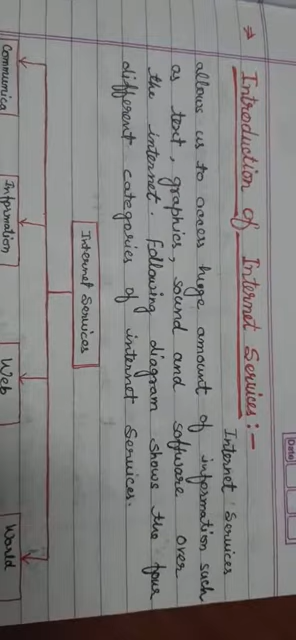 Date
→ Introduction of Internet Services:-
Internet Services
allows us to access huge amount of information such
as text, graphics, sound and software over
the internet. Following diagram shows the four
different categories of internet Services.
Internet Services
Communica
Information
Web
World